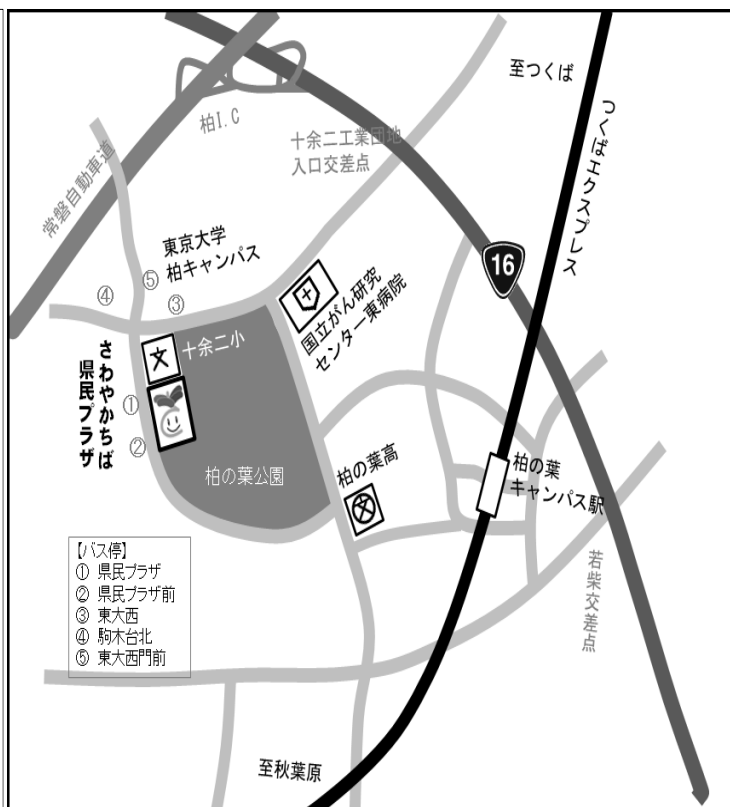 至つくば
つくばエクスプレス
柏I.C
十余二工業団地
入口交差点
常磐自動車道
東京大学
柏キャンパス
16
⑤
④
③
国立がん研究
センター東病院
十余二小
文
さわやかちば
県民プラザ
①
②
柏の葉公園
柏の葉高
文
柏の葉
キャンパス駅
【バス停】
① 県民プラザ
② 県民プラザ前
③ 東大西
④ 駒木台北
⑤ 東大西門前
若柴交差点
至秋葉原